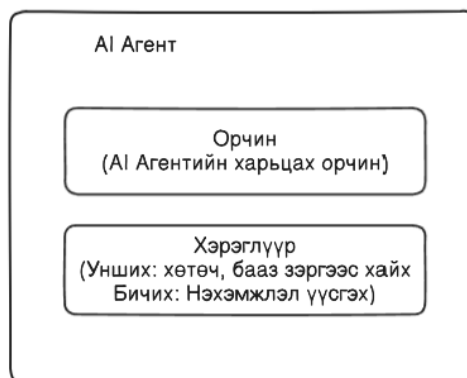 AI Агент
Орчин
(AI Агентийн харьцах орчин)
Хэрэглүүр
(Унших: хөтөч, бааз зэргээс хайх
Бичих: Нэхэмжлэл үүсгэх)